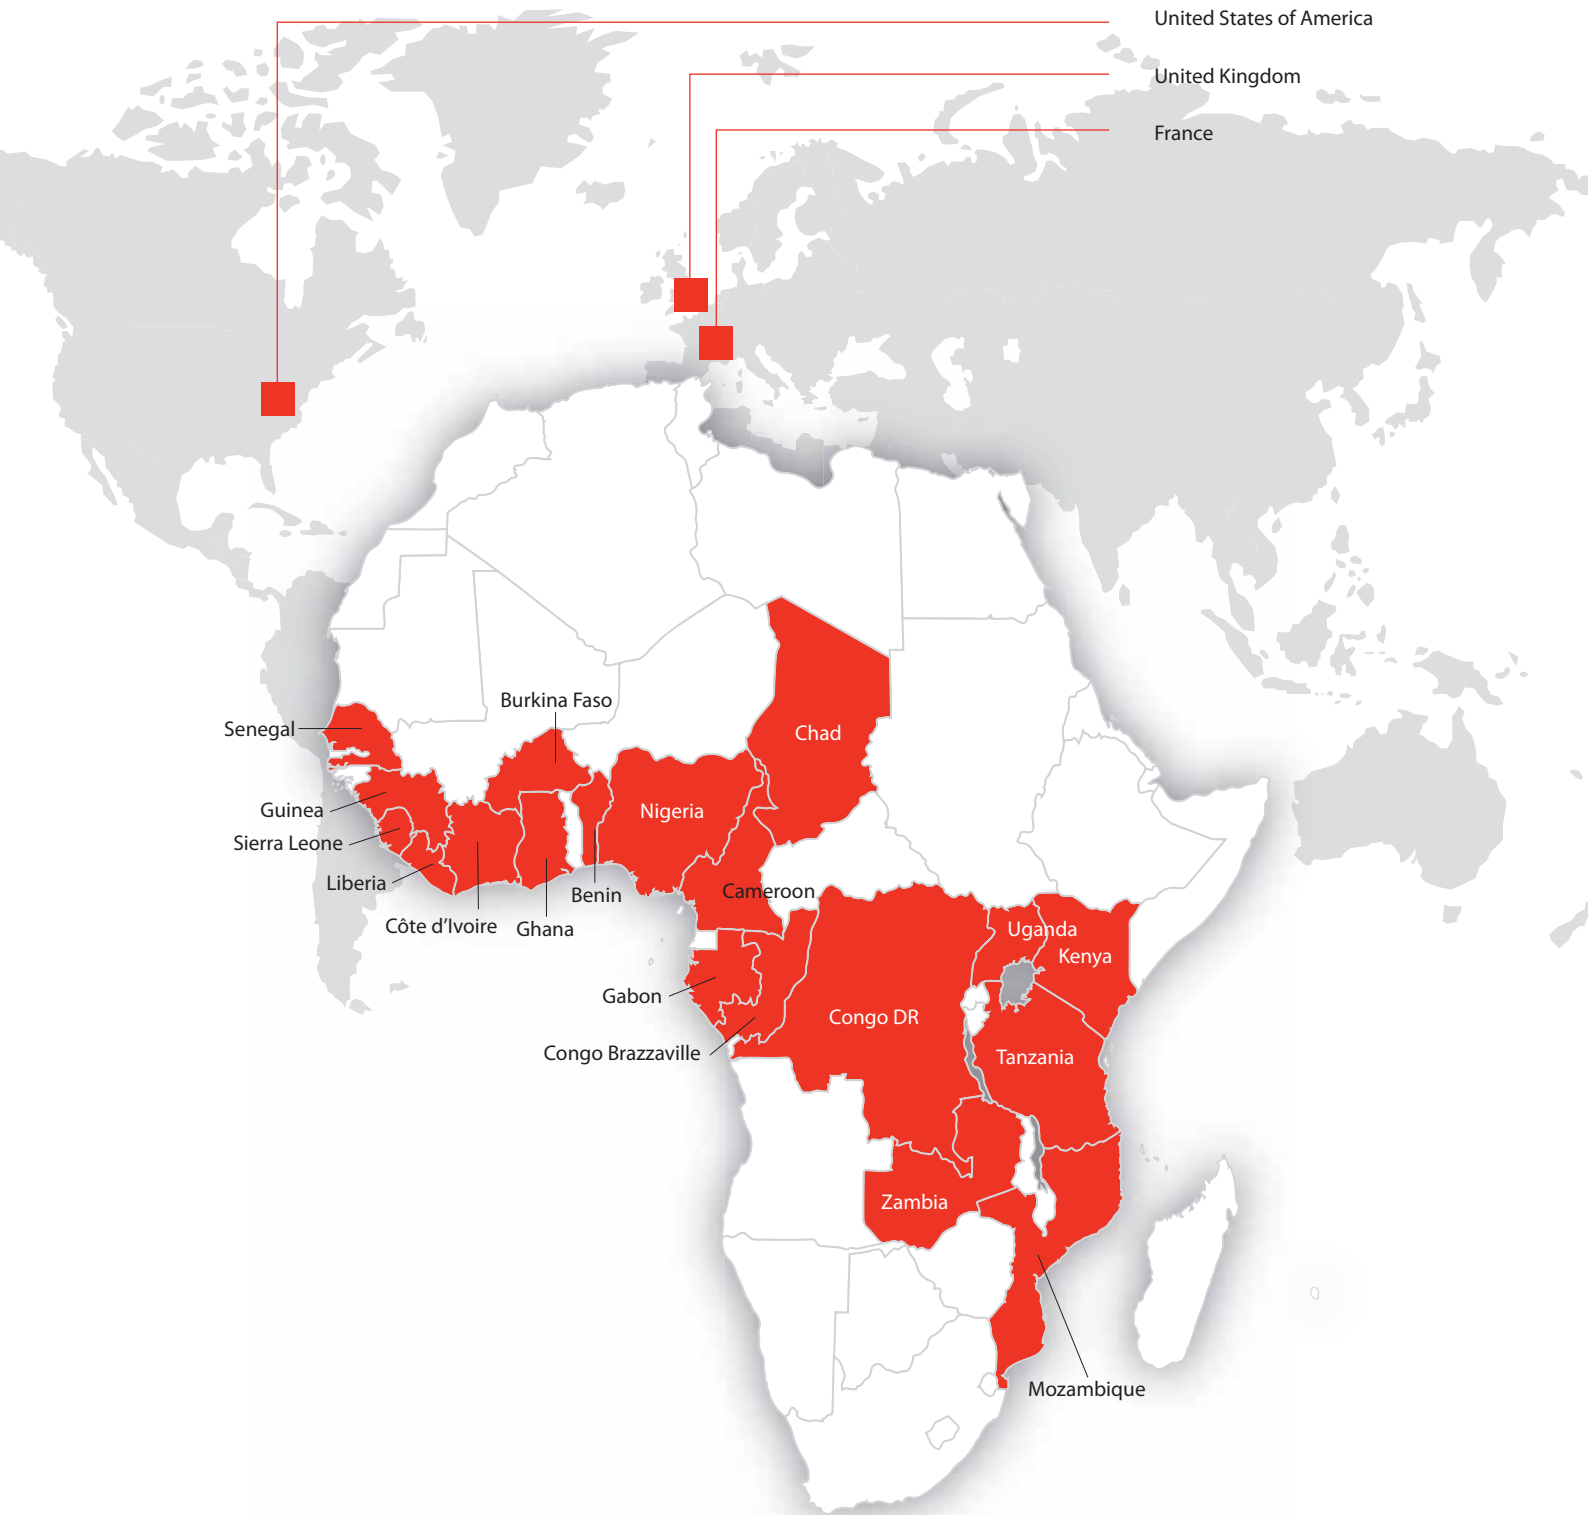 United States of America
United Kingdom
France
Burkina Faso
Senegal
Chad
Guinea
Nigeria
Sierra Leone
Liberia
Benin
Cameroon
Côte d'Ivoire
Ghana
Uganda
Kenya
Gabon
Congo DR
Congo Brazzaville
Tanzania
Zambia
Mozambique